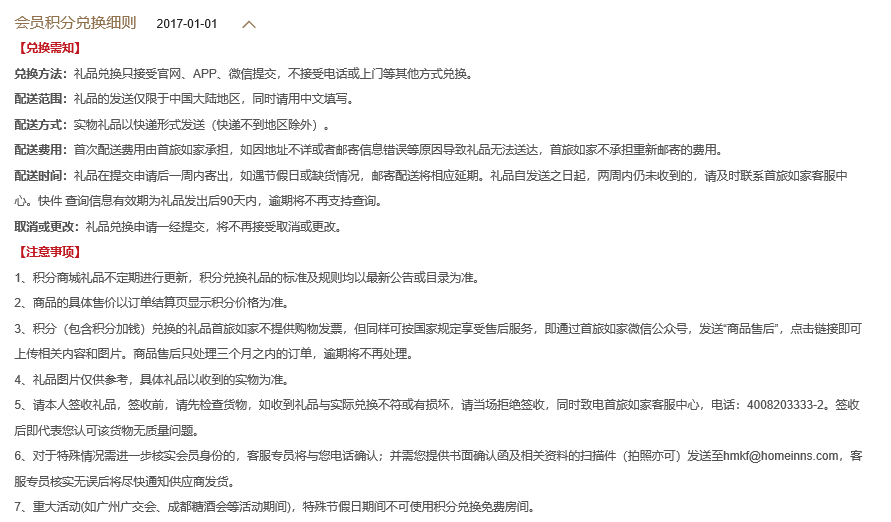 会员积分兑换细则 2017-01-01
【兑换需知】
兑换方法：礼品兑换只接受官网、APP、微信提交，不接受电话或上门等其他方式兑换。
配送范围：礼品的发送仅限于中国大陆地区，同时请用中文填写。
配送方式：实物礼品以快递形式发送（快递不到地区除外）。
配送费用：首次配送费用由首旅如家承担，如因地址不详或者邮寄信息错误等原因导致礼品无法送达，首旅如家不承担重新邮寄的费用。
配送时间：礼品在提交申请后一周内寄出，如遇节假日或缺货情况，邮寄配送将相应延期。礼品自发送之日起，两周内仍未收到的，请及时联系首旅如家客服中
心。快件 查询信息有效期为礼品发出后90天内，逾期将不再支持查询。
取消或更改：礼品兑换申请一经提交，将不再接受取消或更改。
【注意事项】
1、积分商城礼品不定期进行更新，积分兑换礼品的标准及规则均以最新公告或目录为准。
2、商品的具体售价以订单结算页显示积分价格为准。
3、积分（包含积分加钱）兑换的礼品首旅如家不提供购物发票，但同样可按国家规定享受售后服务，即通过首旅如家微信公众号，发送“商品售后”，点击链接即可
上传相关内容和图片。商品售后只处理三个月之内的订单，逾期将不再处理。
4、礼品图片仅供参考，具体礼品以收到的实物为准。
5、请本人签收礼品，签收前，请先检查货物，如收到礼品与实际兑换不符或有损坏，请当场拒绝签收，同时致电首旅如家客服中心，电话：4008203333-2。签收
后即代表您认可该货物无质量问题。
6、对于特殊情况需进一步核实会员身份的，客服专员将与您电话确认；并需您提供书面确认函及相关资料的扫描件（拍照亦可）发送至hmkf@homeinns.com，客
服专员核实无误后将尽快通知供应商发货。
7、重大活动(如广州广交会、成都糖酒会等活动期间)，特殊节假日期间不可使用积分兑换免费房间。